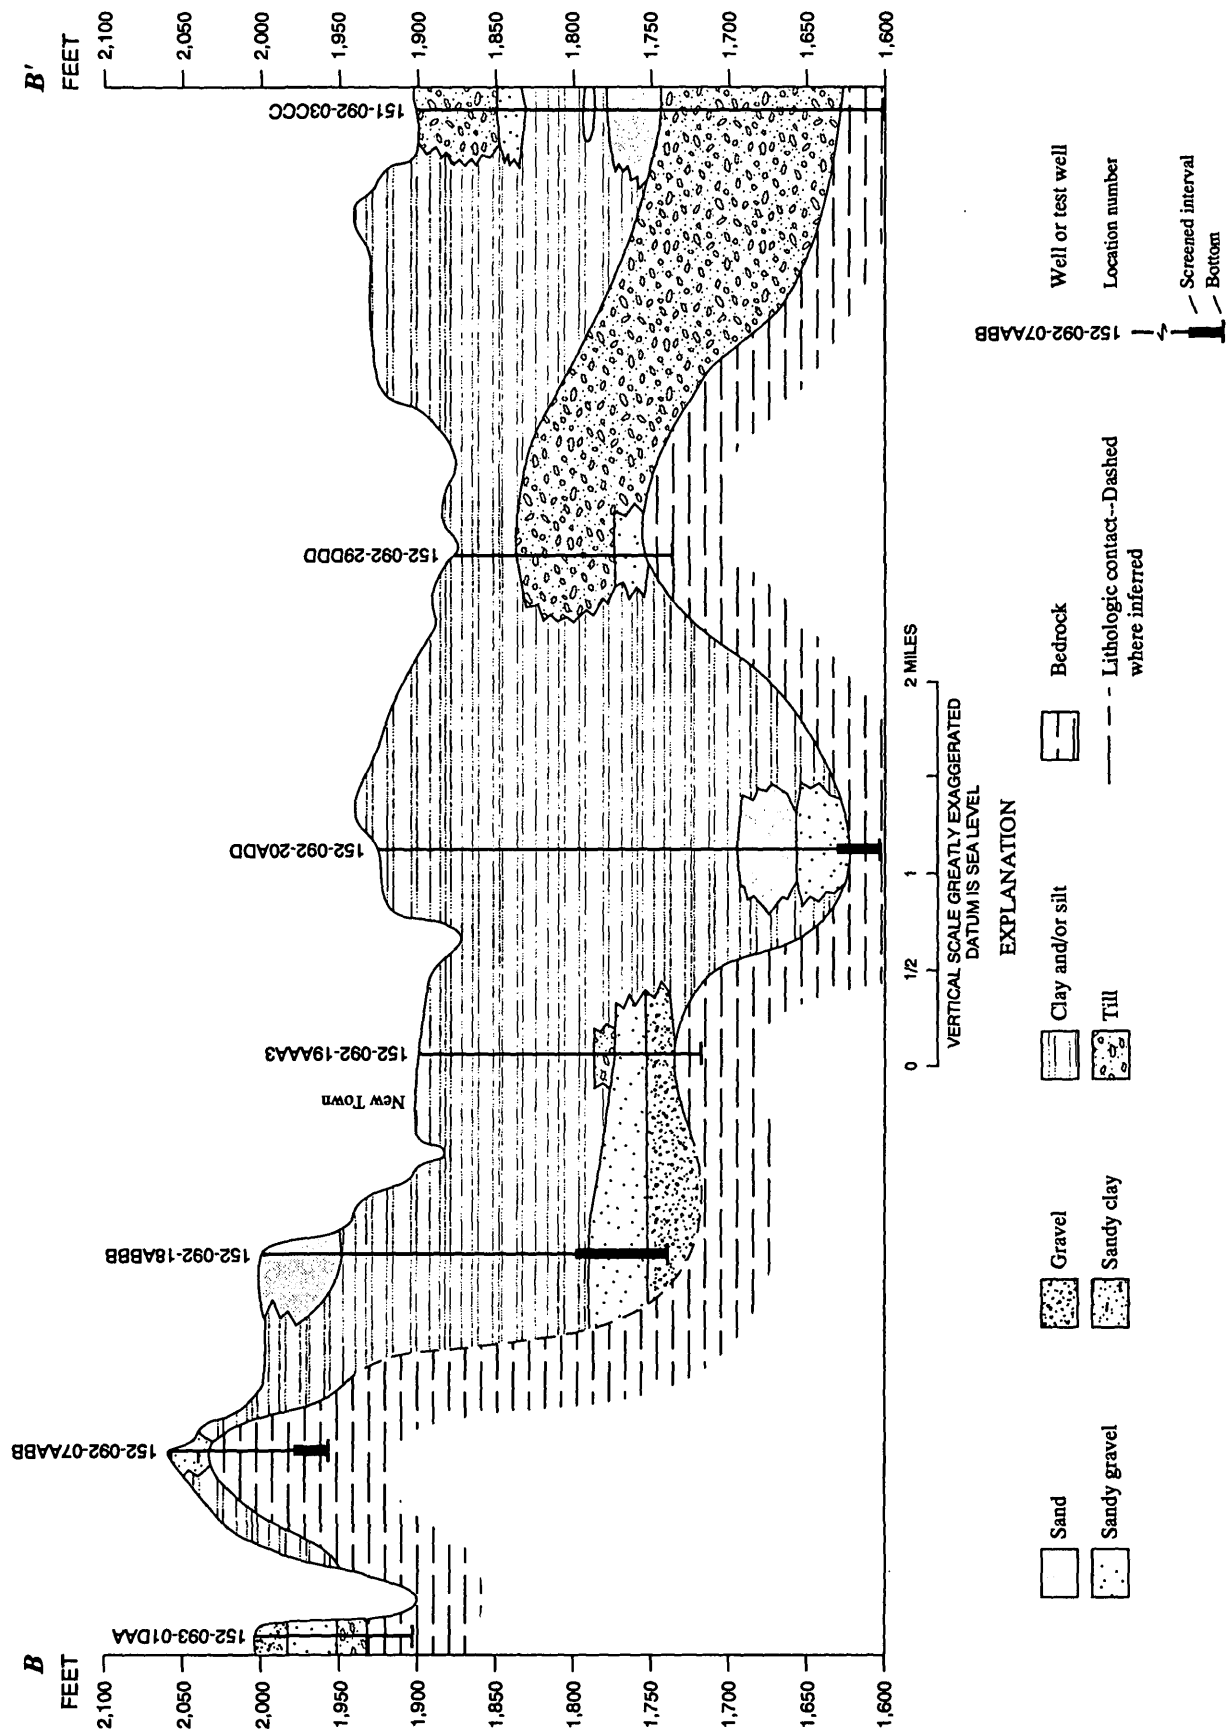 B
FEET
2,100
2,050
2,000
1,950
1,900
1,850
1,800
1,750
1,700
1,650
1,600
152-093-01DAA
152-092-07AABB
152-092-18ABBB
New Town
152-092-19AAA3
152-092-20ADD
152-092-29DDD
151-092-03CCC
B'
FEET
2,100
2,050
2,000
1,950
1,900
1,850
1,800
1,750
1,700
1,650
1,600
0 1/2 1 2 MILES
VERTICAL SCALE GREATLY EXAGGERATED
DATUM IS SEA LEVEL
EXPLANATION
Sand
Gravel
Clay and/or silt
Bedrock
152-092-07AABB
Well or test well
Sandy gravel
Sandy clay
Till
Lithologic contact--Dashed
where inferred
Location number
Screened interval
Bottom